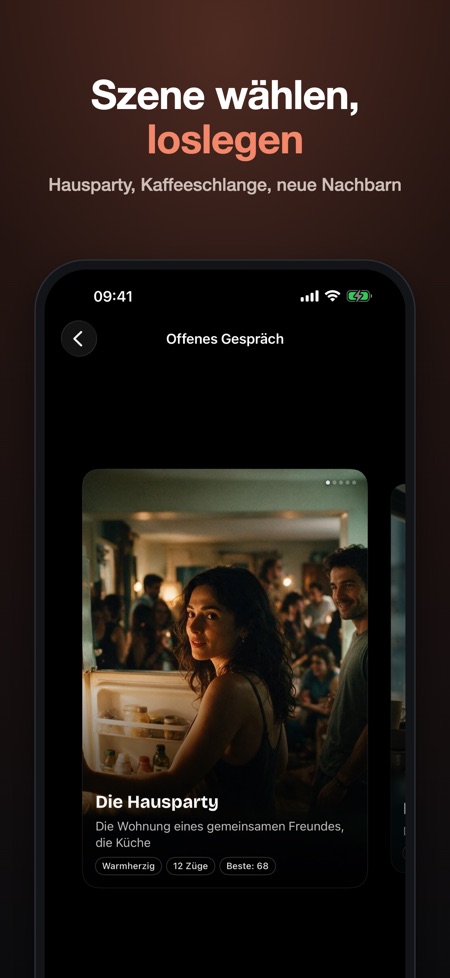 Szene wählen,
loslegen
Hausparty, Kaffeeschlange, neue Nachbarn
09:41
Offenes Gespräch
Die Hausparty
Die Wohnung eines gemeinsamen Freundes,
die Küche
Warmherzig
12 Züge
Beste: 68